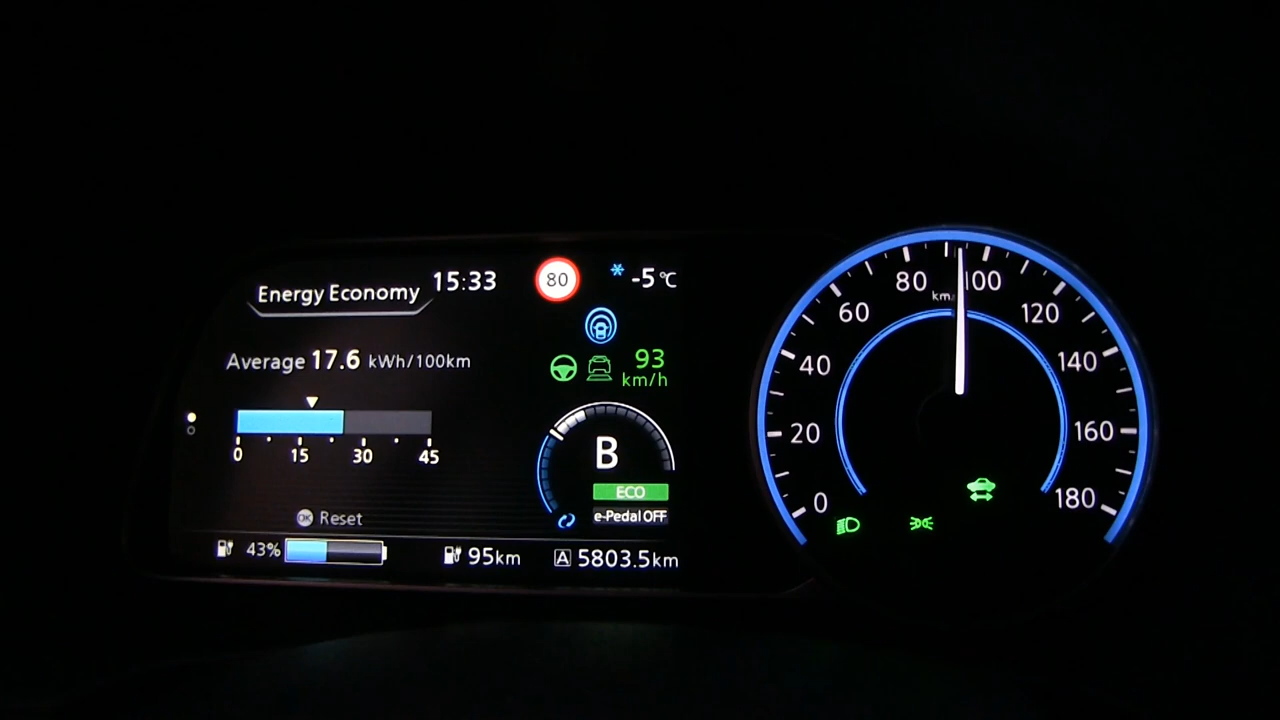 Energy Economy
15:33
80
-5°C
Average 17.6 kWh/100km
93
km/h
0 15 30 45
B
ECO
e-Pedal OFF
OK Reset
43%
95km
A 5803.5km
0
20
40
60
80
100
120
140
160
180